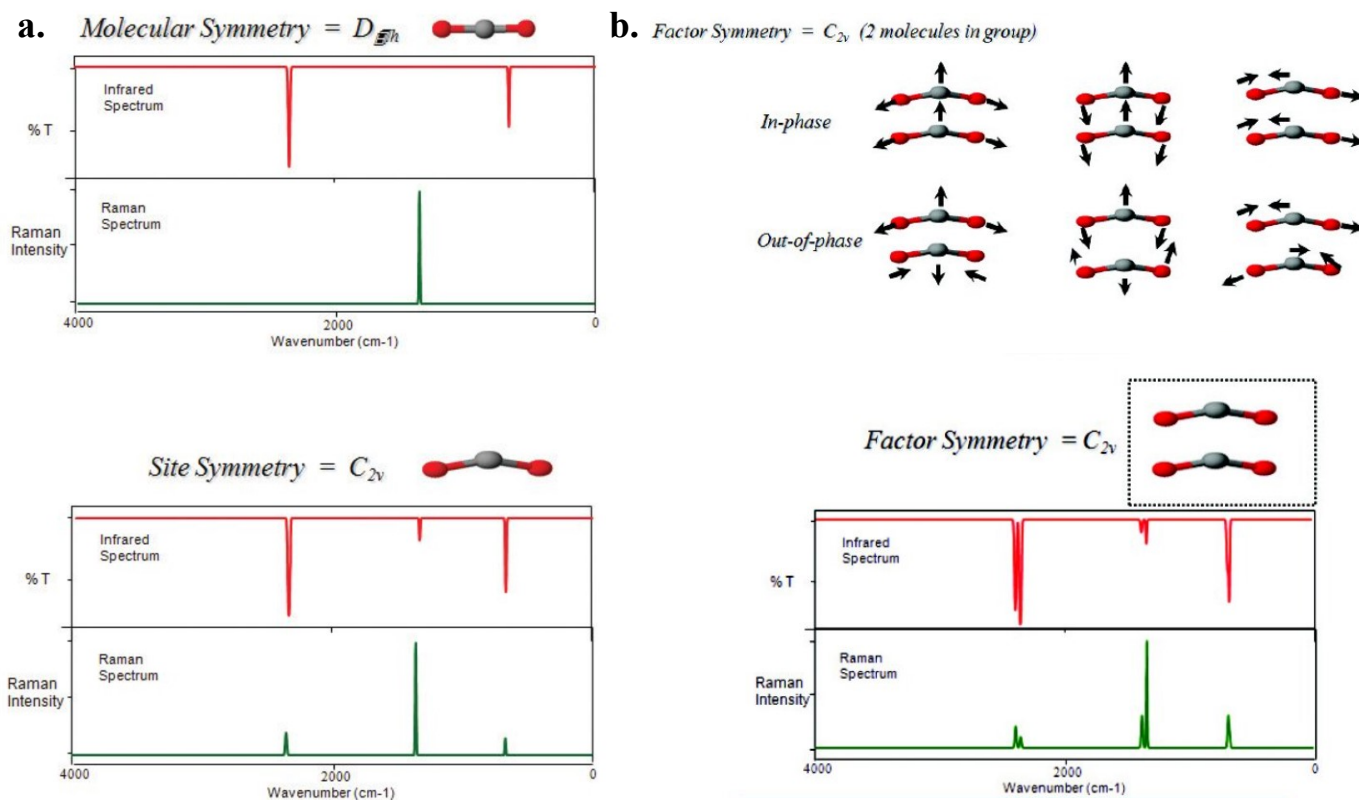 a.
Molecular Symmetry = D∞h
Infrared
Spectrum
% T
Raman
Spectrum
Raman
Intensity
4000
2000
0
Wavenumber (cm-1)
Site Symmetry = C2v
Infrared
Spectrum
% T
Raman
Spectrum
Raman
Intensity
4000
2000
0
Wavenumber (cm-1)
b.
Factor Symmetry = C2v (2 molecules in group)
In-phase
Out-of-phase
Factor Symmetry = C2v
Infrared
Spectrum
% T
Raman
Spectrum
Raman
Intensity
4000
2000
0
Wavenumber (cm-1)